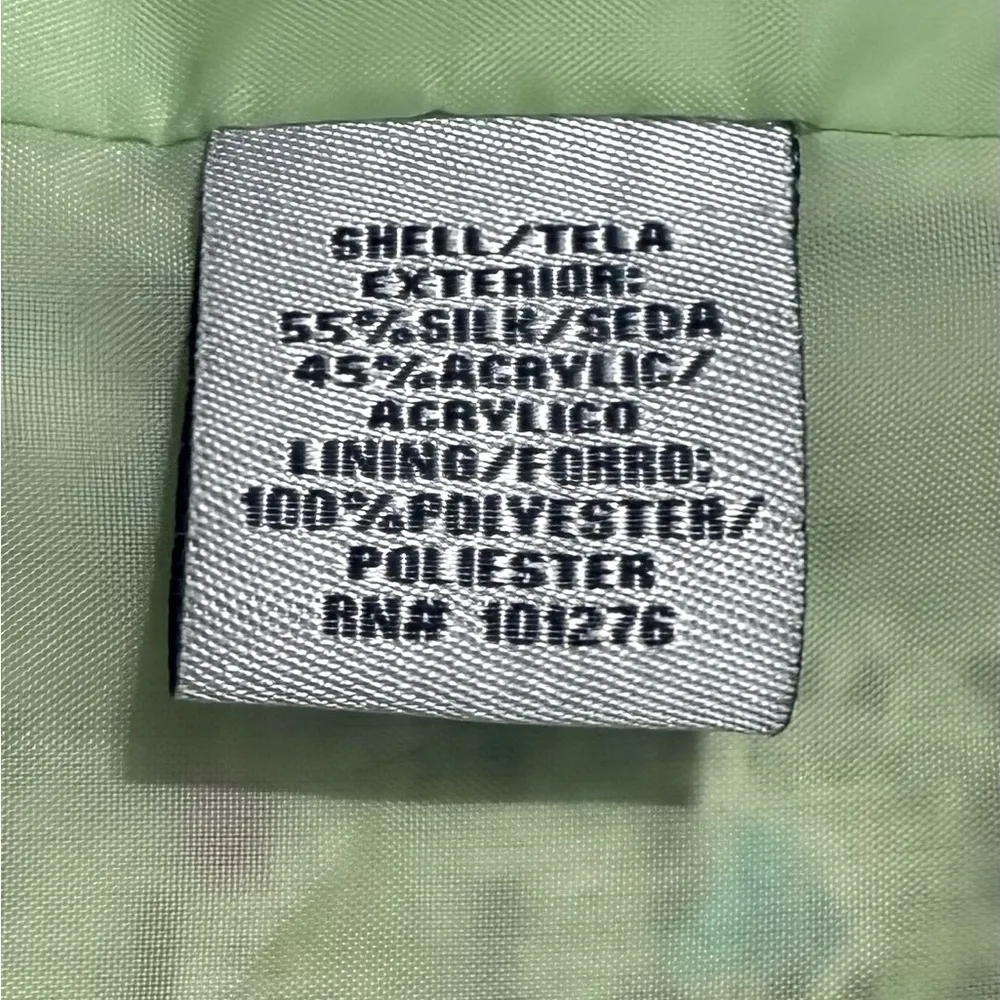 SHELL/TELA
EXTERIOR:
55%SILK/SEDA
45%ACRYLIC/
ACRYLICO
LINING/FORRO:
100%POLYESTER/
POLIESTER
RN# 101276